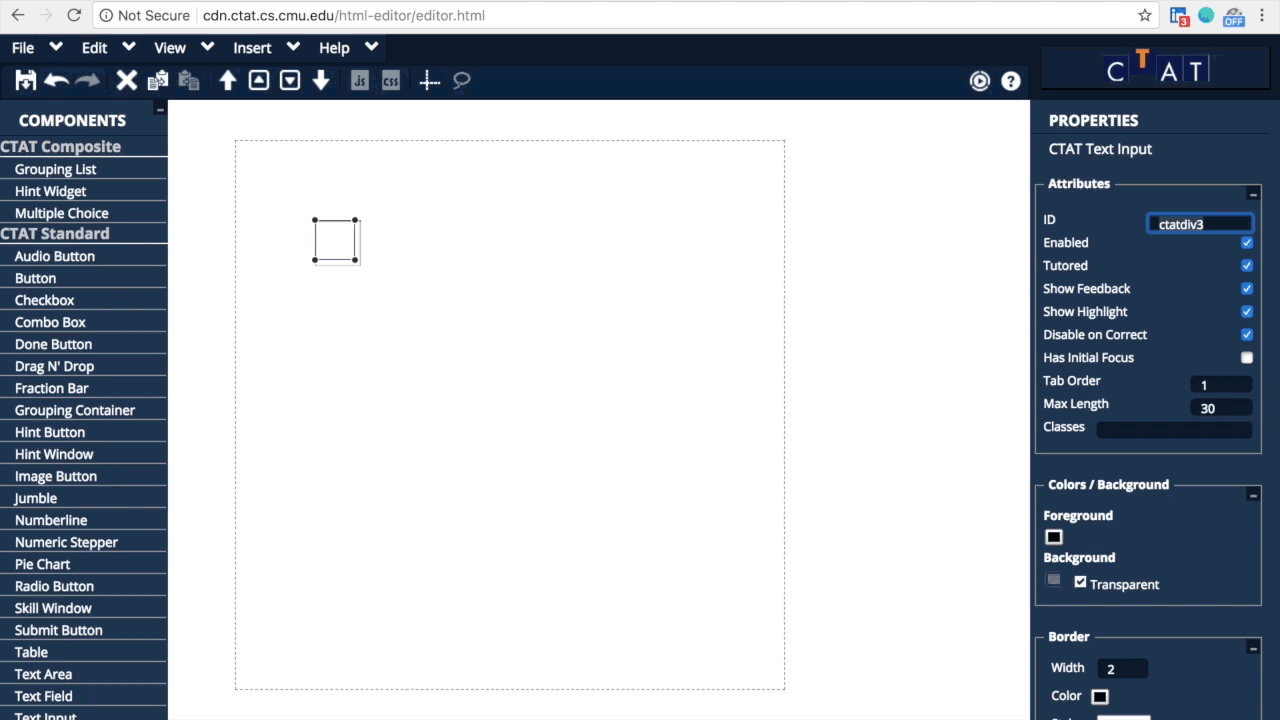 Not Secure cdn.ctat.cs.cmu.edu/html-editor/editor.html
3
OFF
File Edit View Insert Help
Js CSS ?
CTAT
COMPONENTS
CTAT Composite
Grouping List
Hint Widget
Multiple Choice
CTAT Standard
Audio Button
Button
Checkbox
Combo Box
Done Button
Drag N' Drop
Fraction Bar
Grouping Container
Hint Button
Hint Window
Image Button
Jumble
Numberline
Numeric Stepper
Pie Chart
Radio Button
Skill Window
Submit Button
Table
Text Area
Text Field
Text Input
PROPERTIES
CTAT Text Input
Attributes
ID ctatdiv3
Enabled
Tutored
Show Feedback
Show Highlight
Disable on Correct
Has Initial Focus
Tab Order 1
Max Length 30
Classes
Colors / Background
Foreground
Background
Transparent
Border
Width 2
Color